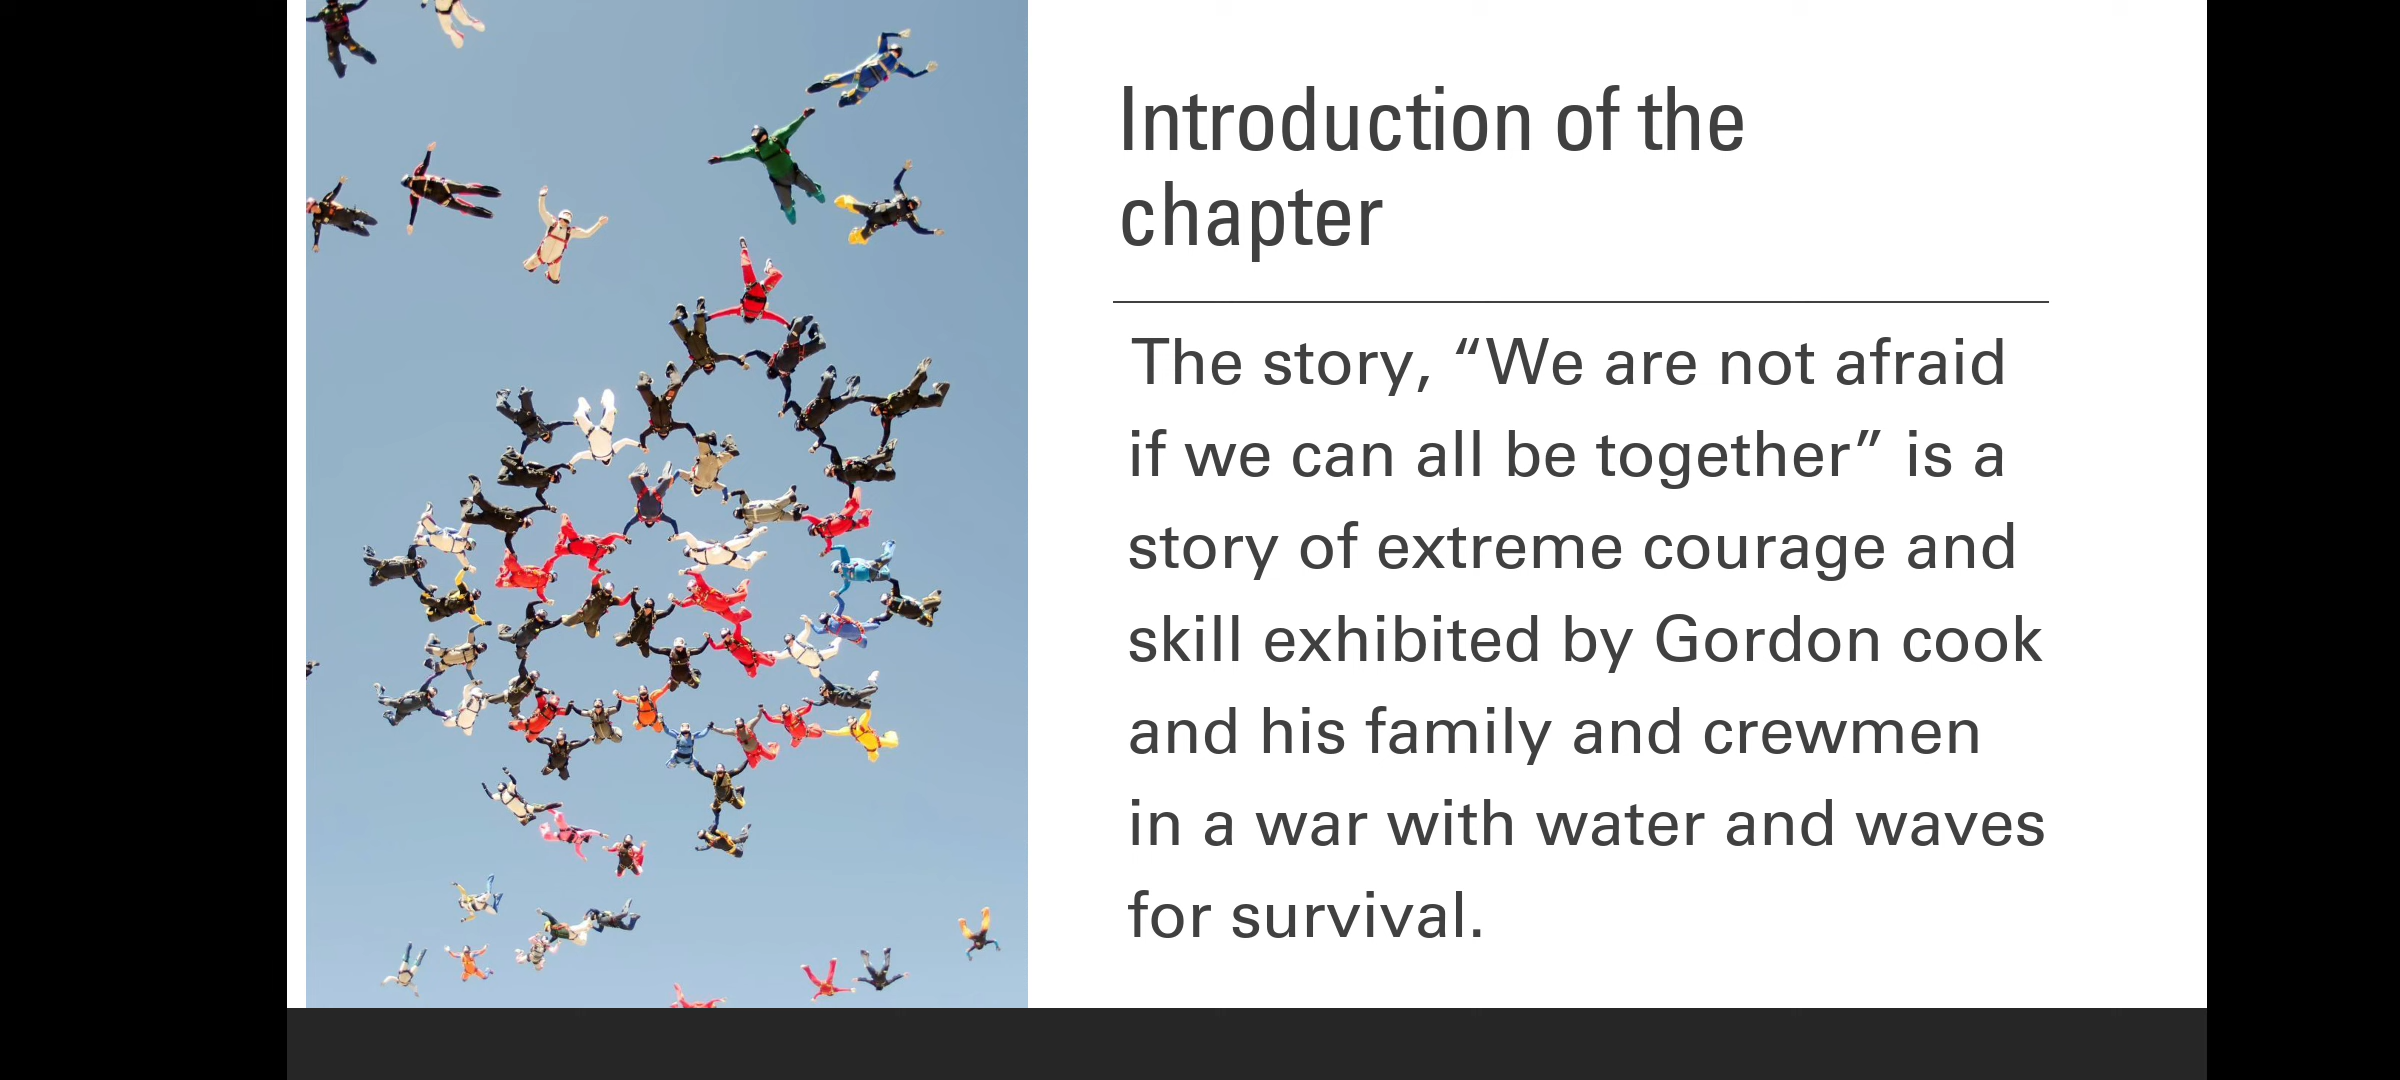 Introduction of the
chapter
The story, “We are not afraid
if we can all be together” is a
story of extreme courage and
skill exhibited by Gordon cook
and his family and crewmen
in a war with water and waves
for survival.